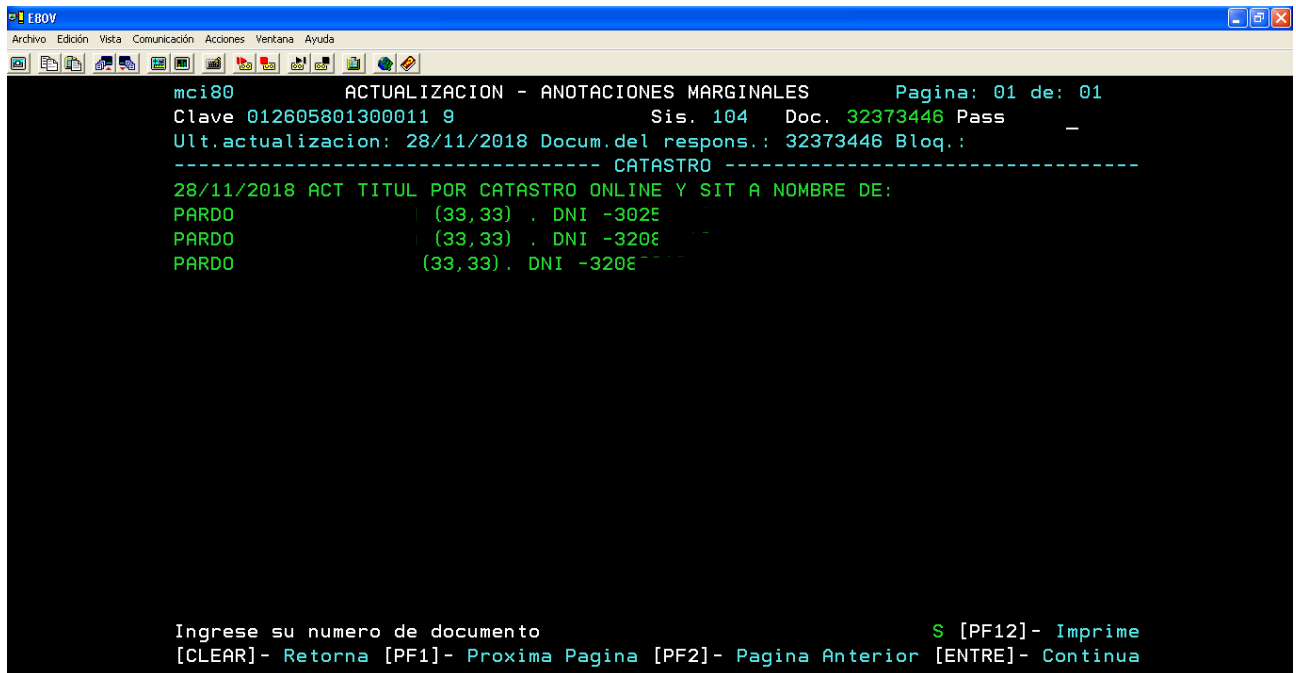 E80V
Archivo Edición Vista Comunicación Acciones Ventana Ayuda
mci80 ACTUALIZACION - ANOTACIONES MARGINALES Pagina: 01 de: 01
Clave 012605801300011 9 Sis. 104 Doc. 32373446 Pass _
Ult.actualizacion: 28/11/2018 Docum.del respons.: 32373446 Bloq.:
----------------------------------- CATASTRO ----------------------------------
28/11/2018 ACT TITUL POR CATASTRO ONLINE Y SIT A NOMBRE DE:
PARDO (33,33) . DNI -3025
PARDO (33,33) . DNI -3208
PARDO (33,33). DNI -3208
Ingrese su numero de documento S [PF12]- Imprime
[CLEAR]- Retorna [PF1]- Proxima Pagina [PF2]- Pagina Anterior [ENTRE]- Continua